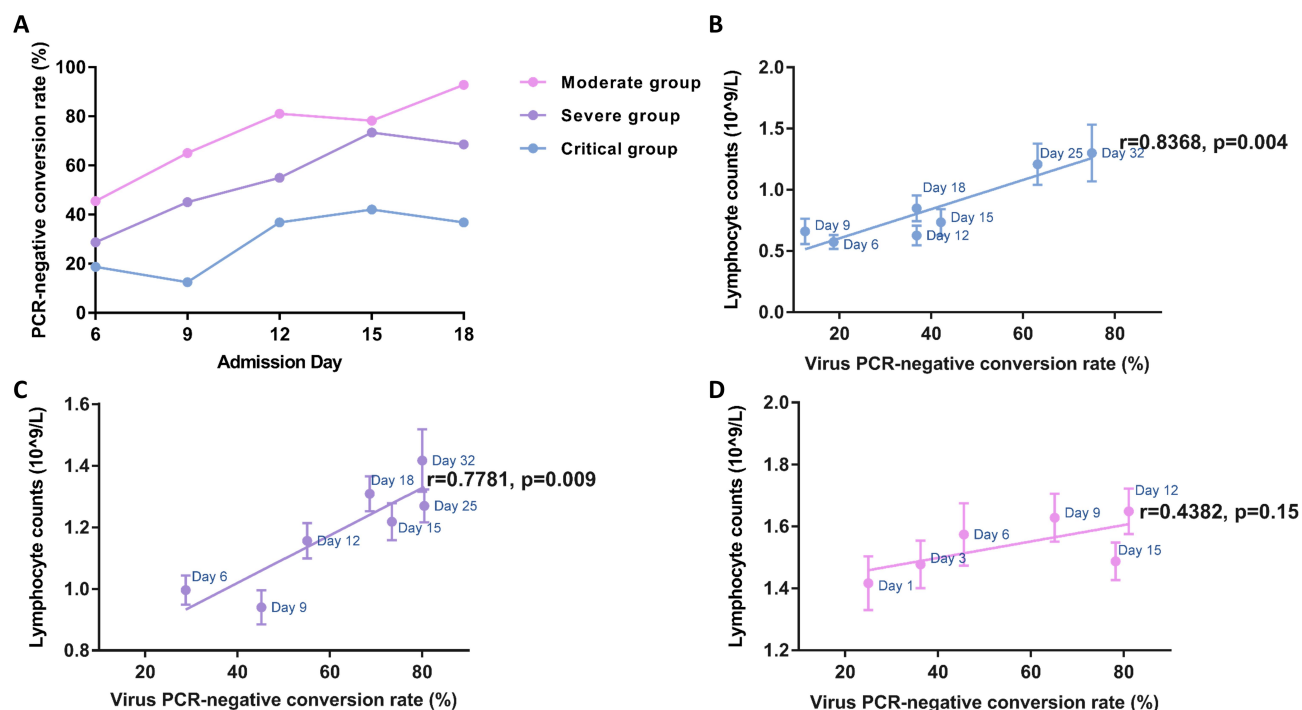 A
PCR-negative conversion rate (%)
100
80
60
40
20
0
6
9
12
15
18
Admission Day
Moderate group
Severe group
Critical group
B
Lymphocyte counts (10^9/L)
2.0
1.5
1.0
0.5
0.0
20
40
60
80
Virus PCR-negative conversion rate (%)
Day 9
Day 6
Day 18
Day 15
Day 12
Day 25
Day 32
r=0.8368, p=0.004
C
Lymphocyte counts (10^9/L)
1.6
1.4
1.2
1.0
0.8
20
40
60
80
Virus PCR-negative conversion rate (%)
Day 6
Day 9
Day 12
Day 18
Day 15
Day 32
Day 25
r=0.7781, p=0.009
D
Lymphocyte counts (10^9/L)
2.0
1.8
1.6
1.4
1.2
20
40
60
80
Virus PCR-negative conversion rate (%)
Day 1
Day 3
Day 6
Day 9
Day 12
Day 15
r=0.4382, p=0.15